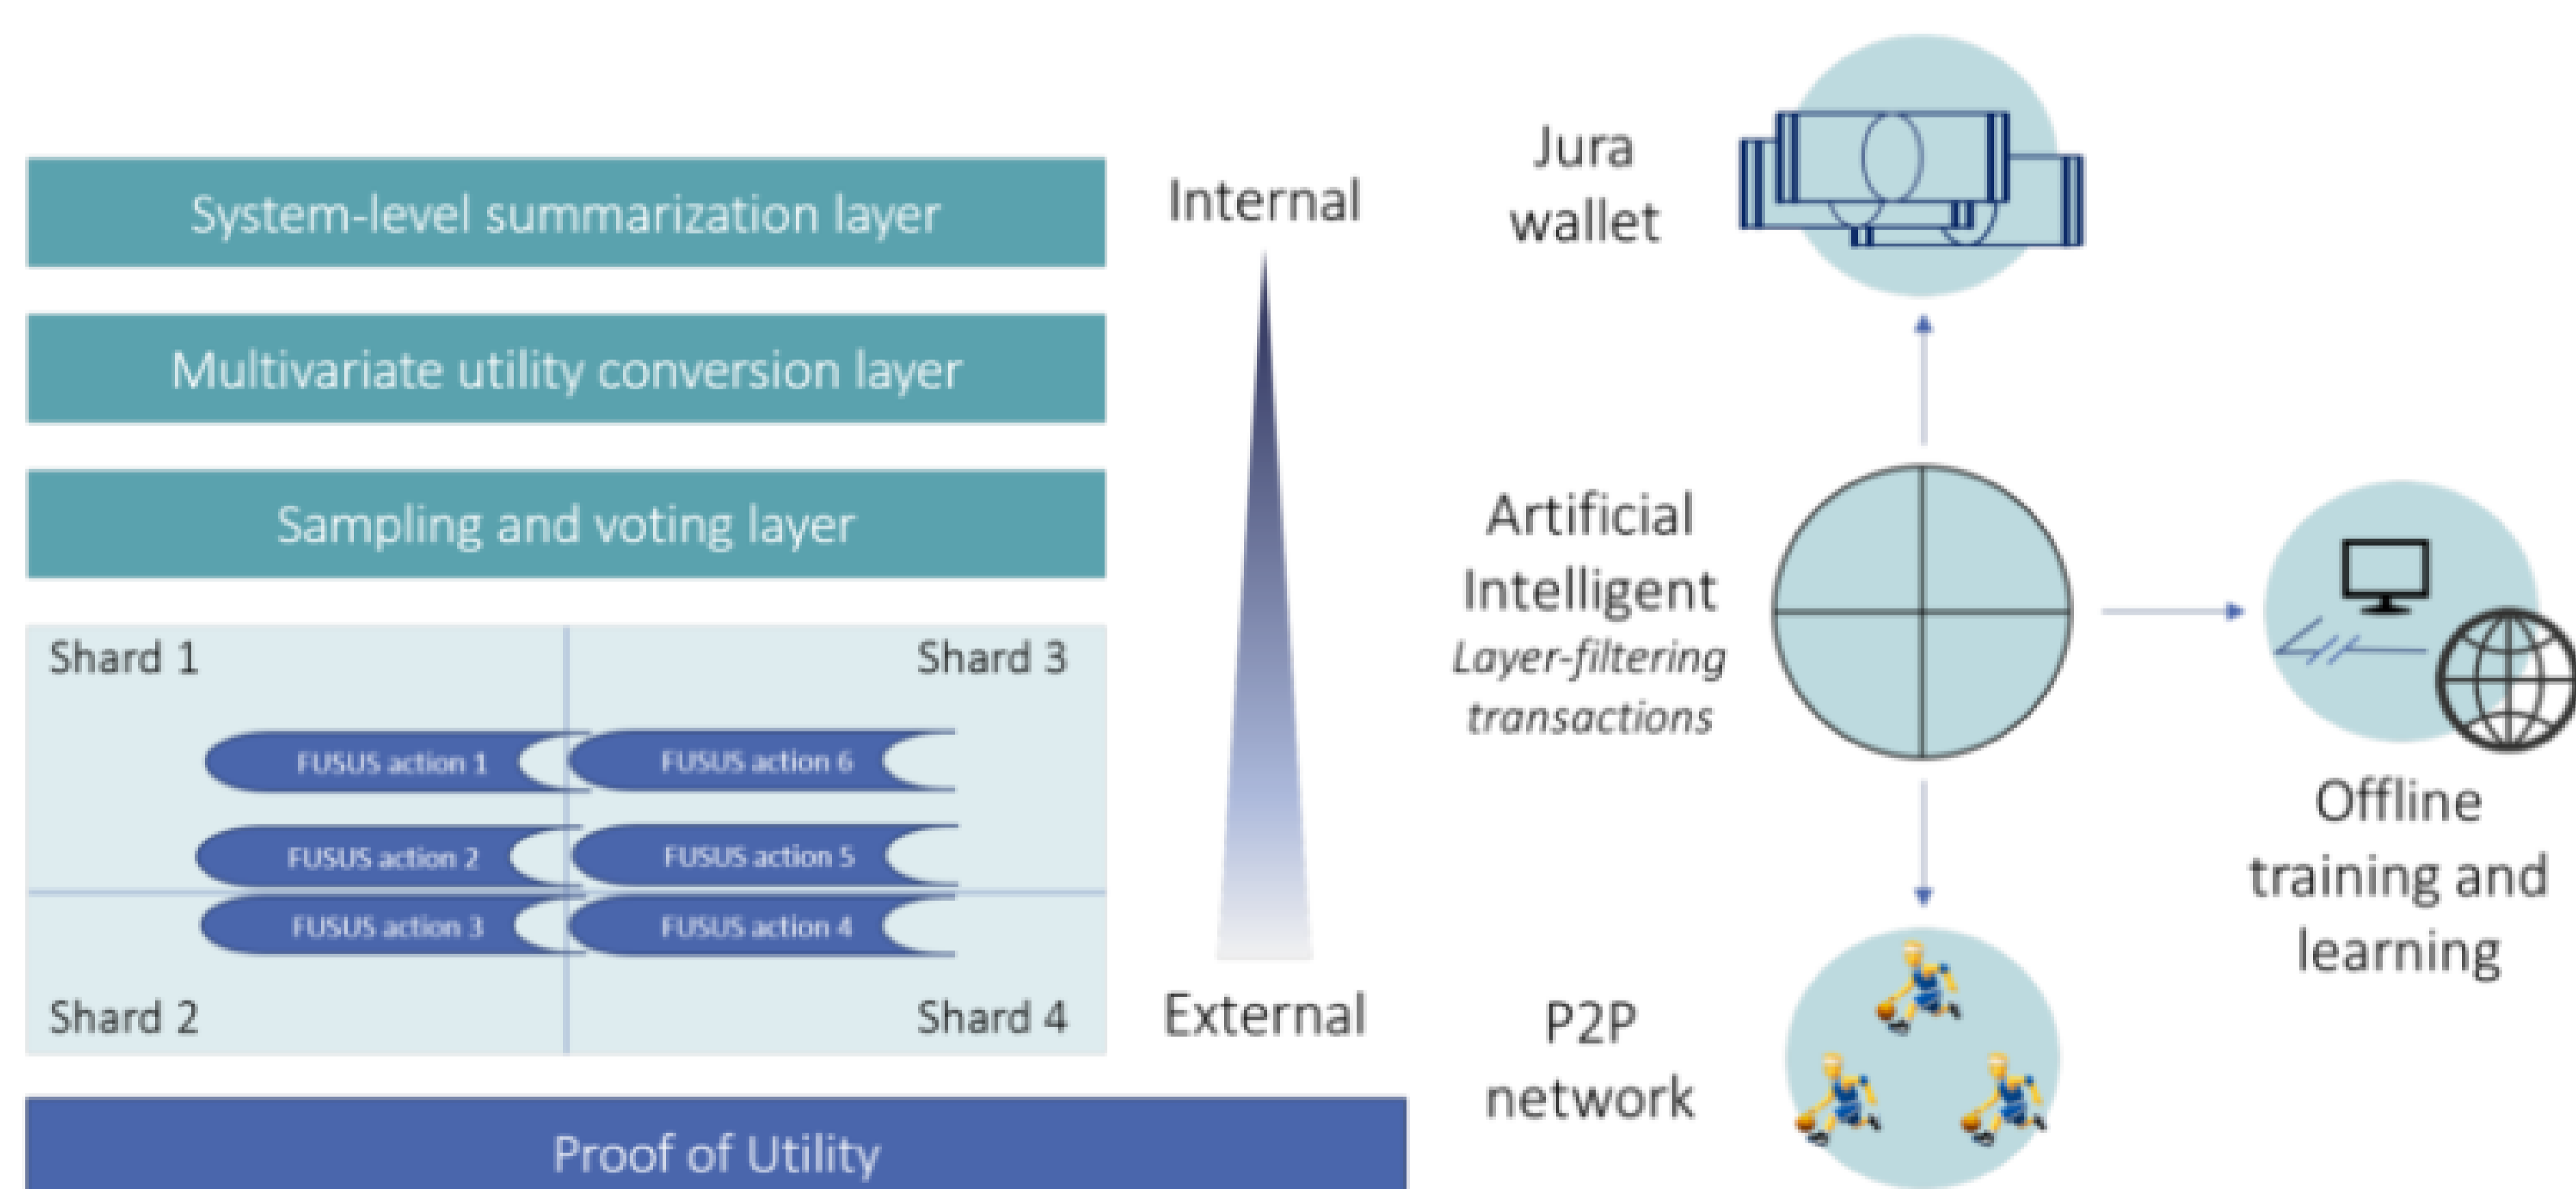 System-level summarization layer
Multivariate utility conversion layer
Sampling and voting layer
Shard 1
Shard 3
FUSUS action 1
FUSUS action 6
FUSUS action 2
FUSUS action 5
FUSUS action 3
FUSUS action 4
Shard 2
Shard 4
Proof of Utility
Internal
External
Jura
wallet
Artificial
Intelligent
Layer-filtering
transactions
P2P
network
Offline
training and
learning